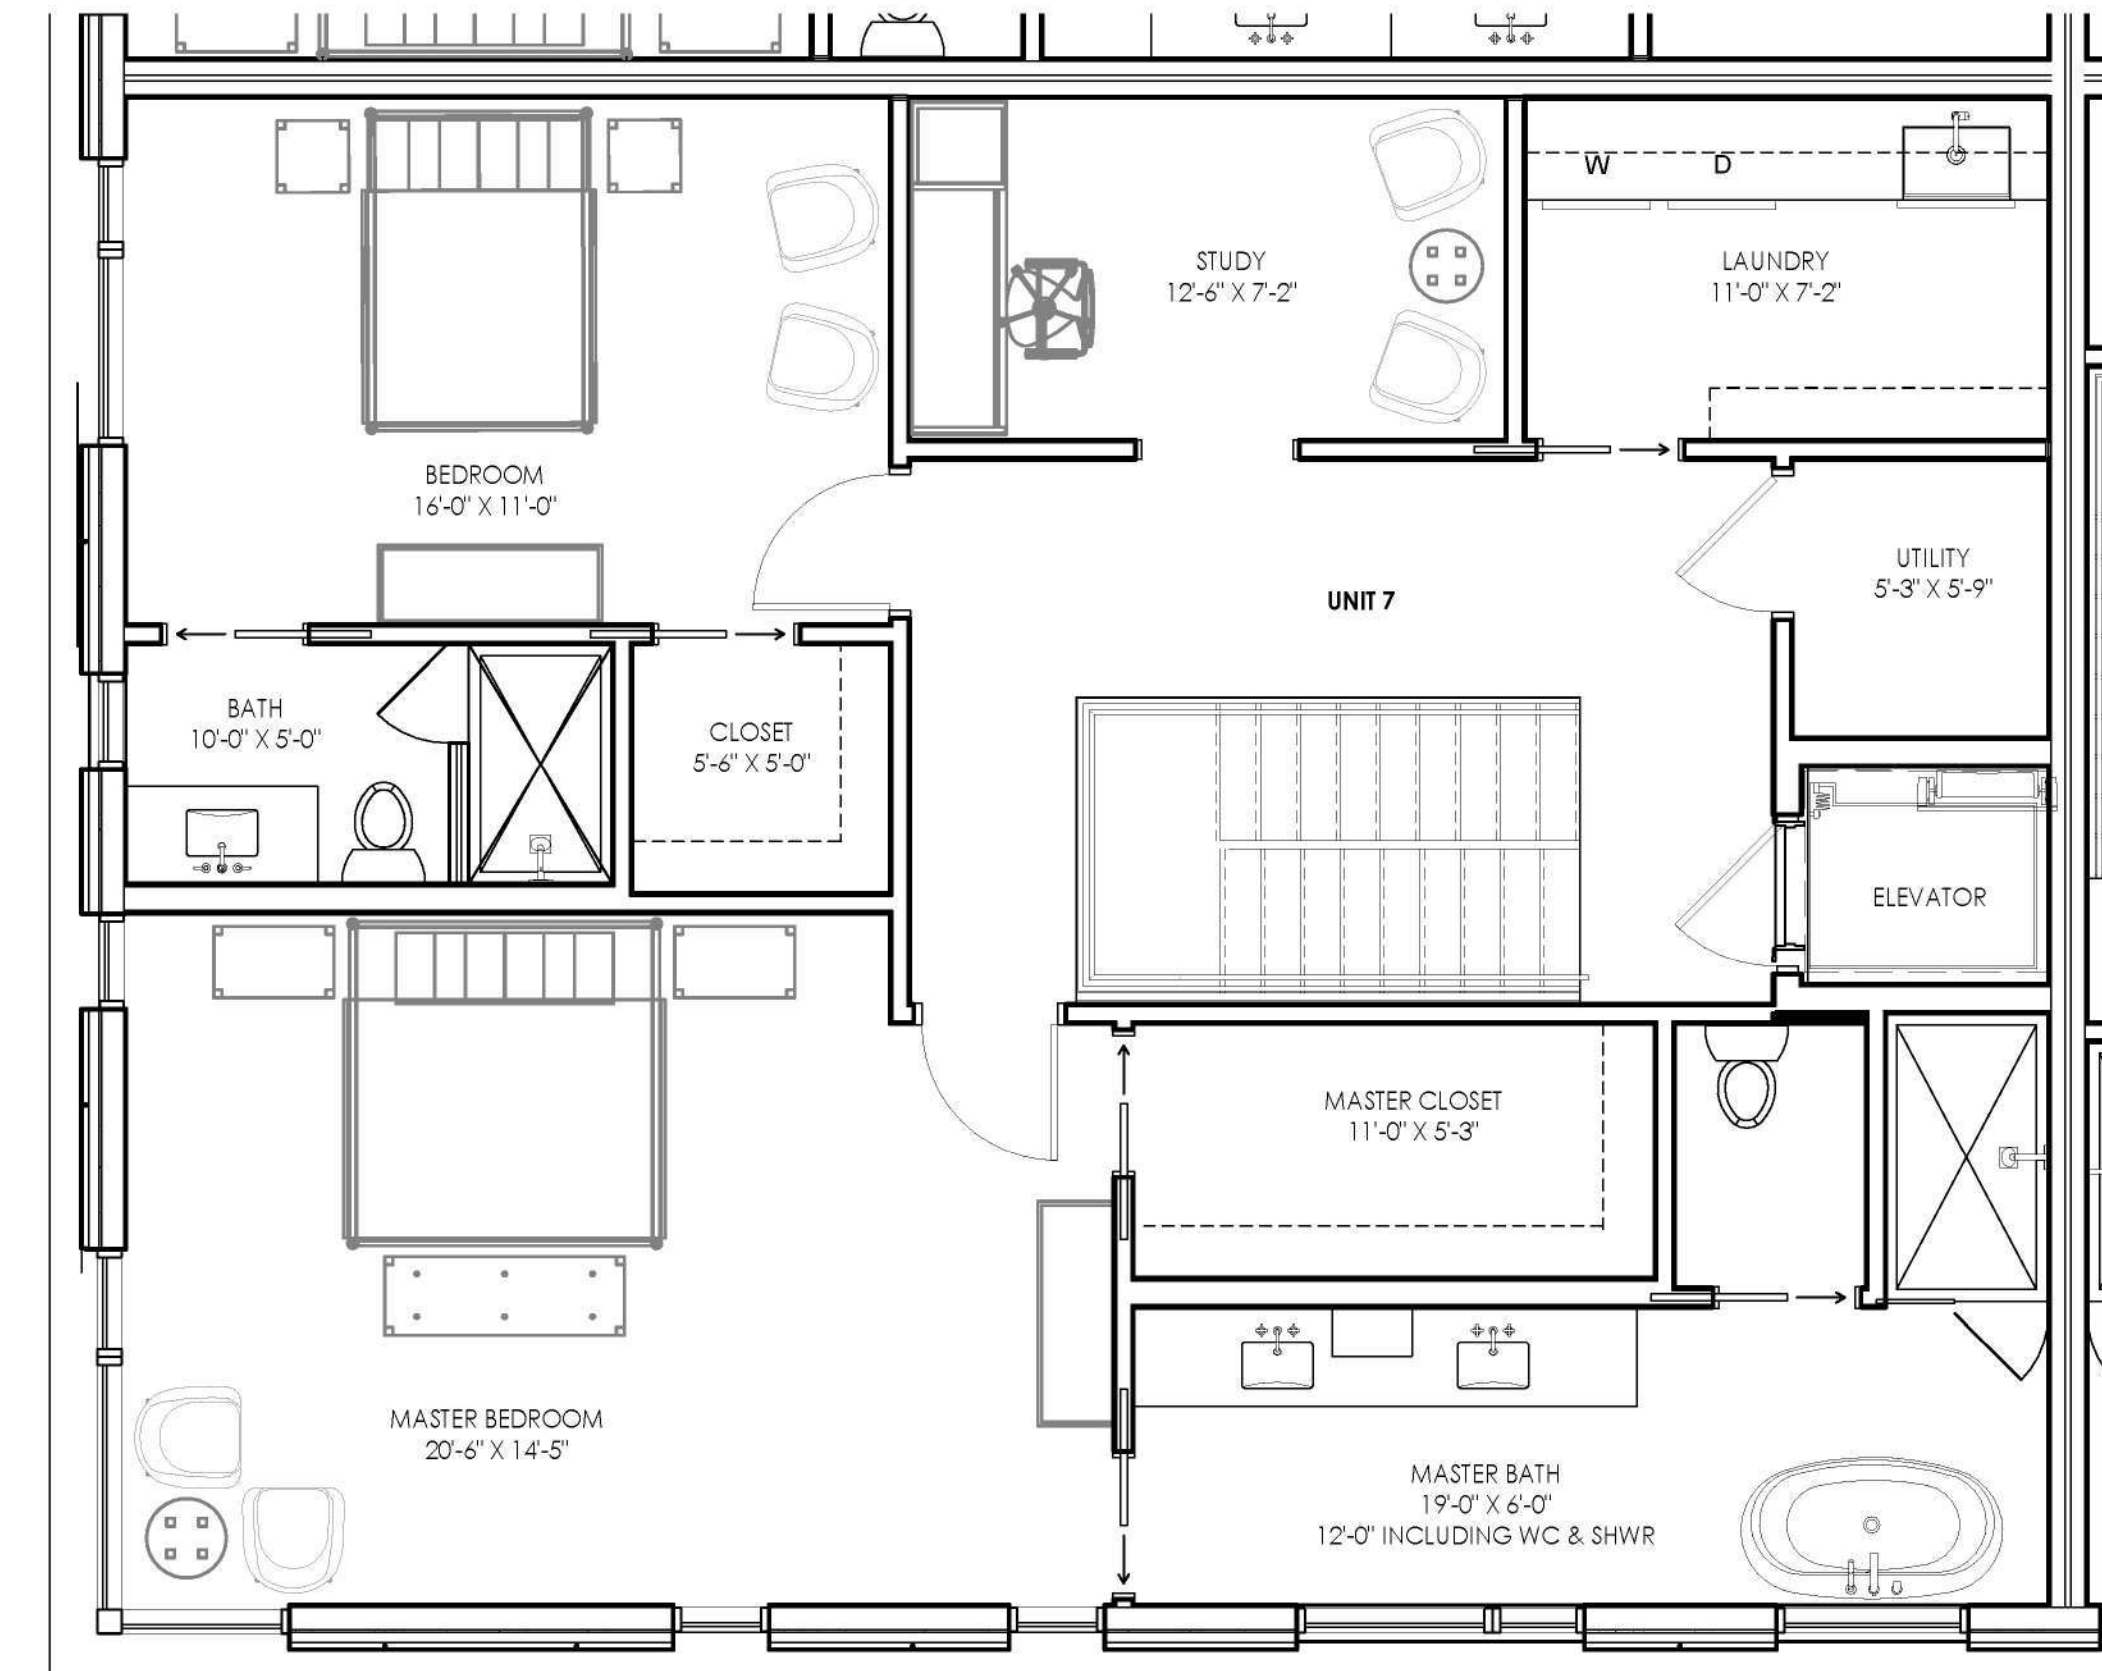 BEDROOM
16'-0" X 11'-0"
STUDY
12'-6" X 7'-2"
W
D
LAUNDRY
11'-0" X 7'-2"
UNIT 7
UTILITY
5'-3" X 5'-9"
BATH
10'-0" X 5'-0"
CLOSET
5'-6" X 5'-0"
ELEVATOR
MASTER CLOSET
11'-0" X 5'-3"
MASTER BEDROOM
20'-6" X 14'-5"
MASTER BATH
19'-0" X 6'-0"
12'-0" INCLUDING WC & SHWR